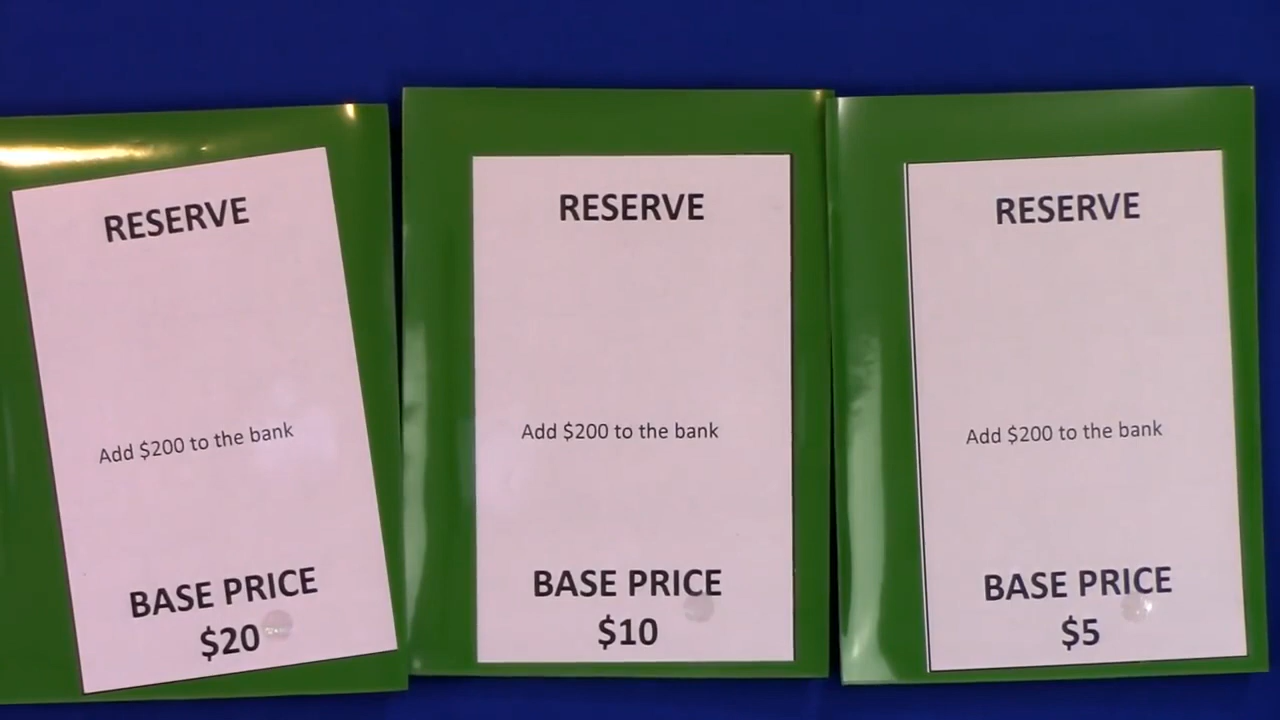 RESERVE
Add $200 to the bank
BASE PRICE
$20
RESERVE
Add $200 to the bank
BASE PRICE
$10
RESERVE
Add $200 to the bank
BASE PRICE
$5